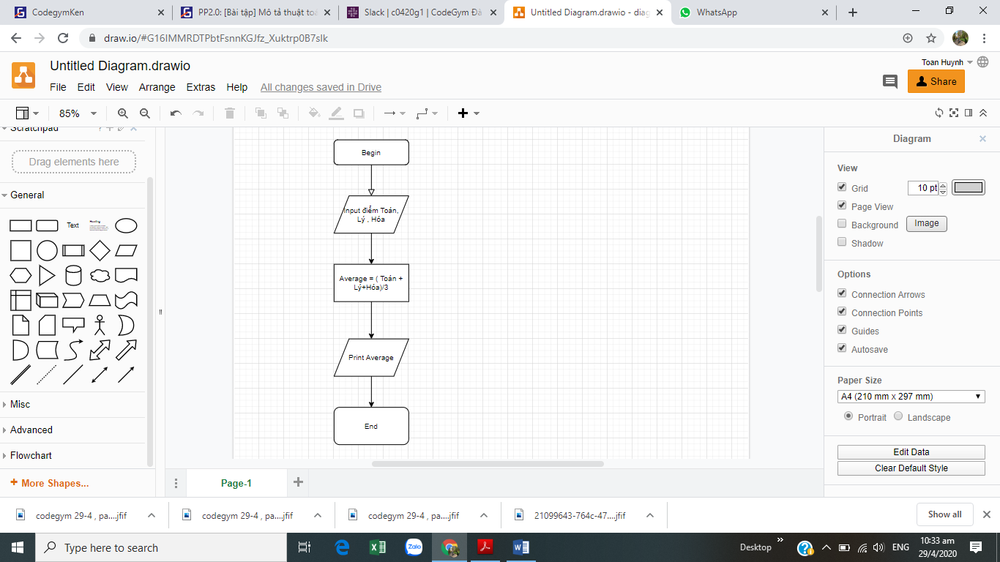 CodegymKen
PP2.0: [Bài tập] Mô tả thuật toá
Slack | c0420g1 | CodeGym Đà
Untitled Diagram.drawio - diag
WhatsApp
draw.io/#G16IMMRDTPbtFsnnKGJfz_Xuktrp0B7slk
Untitled Diagram.drawio
Toan Huynh
File Edit View Arrange Extras Help All changes saved in Drive
Share
85%
Scratchpad
Drag elements here
General
Text
Heading
Misc
Advanced
Flowchart
+ More Shapes...
Begin
Input điểm Toán,
Lý , Hóa
Average = ( Toán +
Lý+Hóa)/3
Print Average
End
Page-1
Diagram
View
Grid
10 pt
Page View
Background
Image
Shadow
Options
Connection Arrows
Connection Points
Guides
Autosave
Paper Size
A4 (210 mm x 297 mm)
Portrait Landscape
Edit Data
Clear Default Style
codegym 29-4 , pa....jfif
codegym 29-4 , pa....jfif
codegym 29-4 , pa....jfif
21099643-764c-47....jfif
Show all
Type here to search
Zalo
Desktop
ENG
10:33 am
29/4/2020